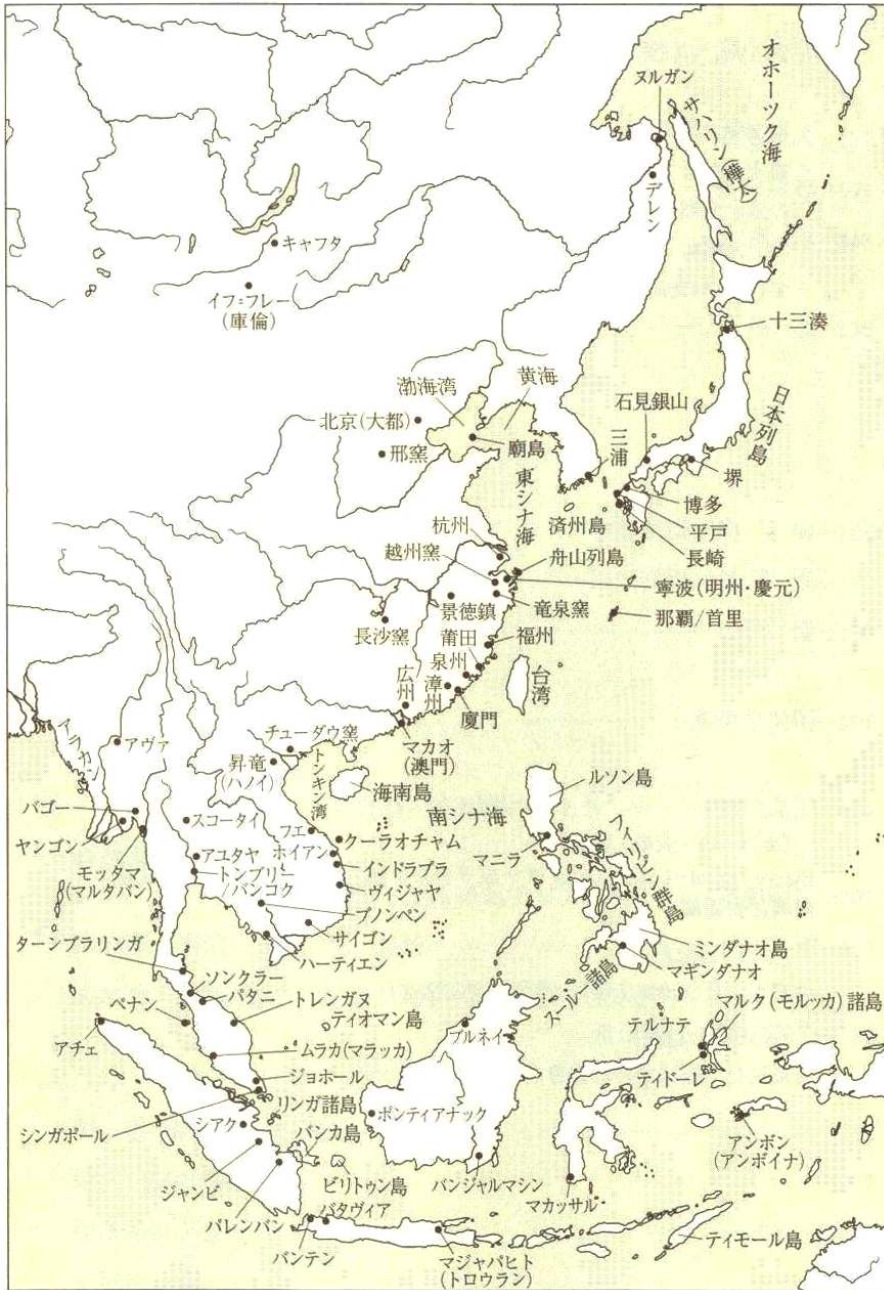 オホーツク海
ヌルガン
サハリン(樺太)
デレン
キャフタ
イフ=フレー
(庫倫)
十三湊
日本列島
渤海湾
黄海
石見銀山
北京(大都)
三浦
廟島
邢窯
堺
東シナ海
博多
済州島
平戸
杭州
長崎
越州窯
舟山列島
寧波(明州・慶元)
景徳鎮
竜泉窯
那覇/首里
長沙窯
莆田
福州
泉州
台湾
広州
漳州
厦門
アラカン
アヴァ
チューダウ窯
マカオ
(澳門)
昇竜
(ハノイ)
トンキン湾
海南島
ルソン島
バゴー
スコータイ
南シナ海
フエ
クーラオチャム
ヤンゴン
アユタヤ
ホイアン
インドラプラ
マニラ
フィリピン群島
モッタマ
(マルタバン)
トンブリー
/バンコク
ヴィジャヤ
プノンペン
サイゴン
ターンブラリンガ
ハーティエン
ミンダナオ島
マギンダナオ
ソンクラー
スールー諸島
パタニ
ペナン
トレンガヌ
マルク(モルッカ)諸島
ティオマン島
テルナテ
アチェ
ブルネイ
ムラカ(マラッカ)
ティドーレ
ジョホール
リンガ諸島
ポンティアナック
シンガポール
シアク
バンカ島
アンボン
(アンボイナ)
ビリトゥン島
バンジャルマシン
ジャンビ
マカッサル
パレンバン
バタヴィア
ティモール島
バンテン
マジャパヒト
(トロウラン)